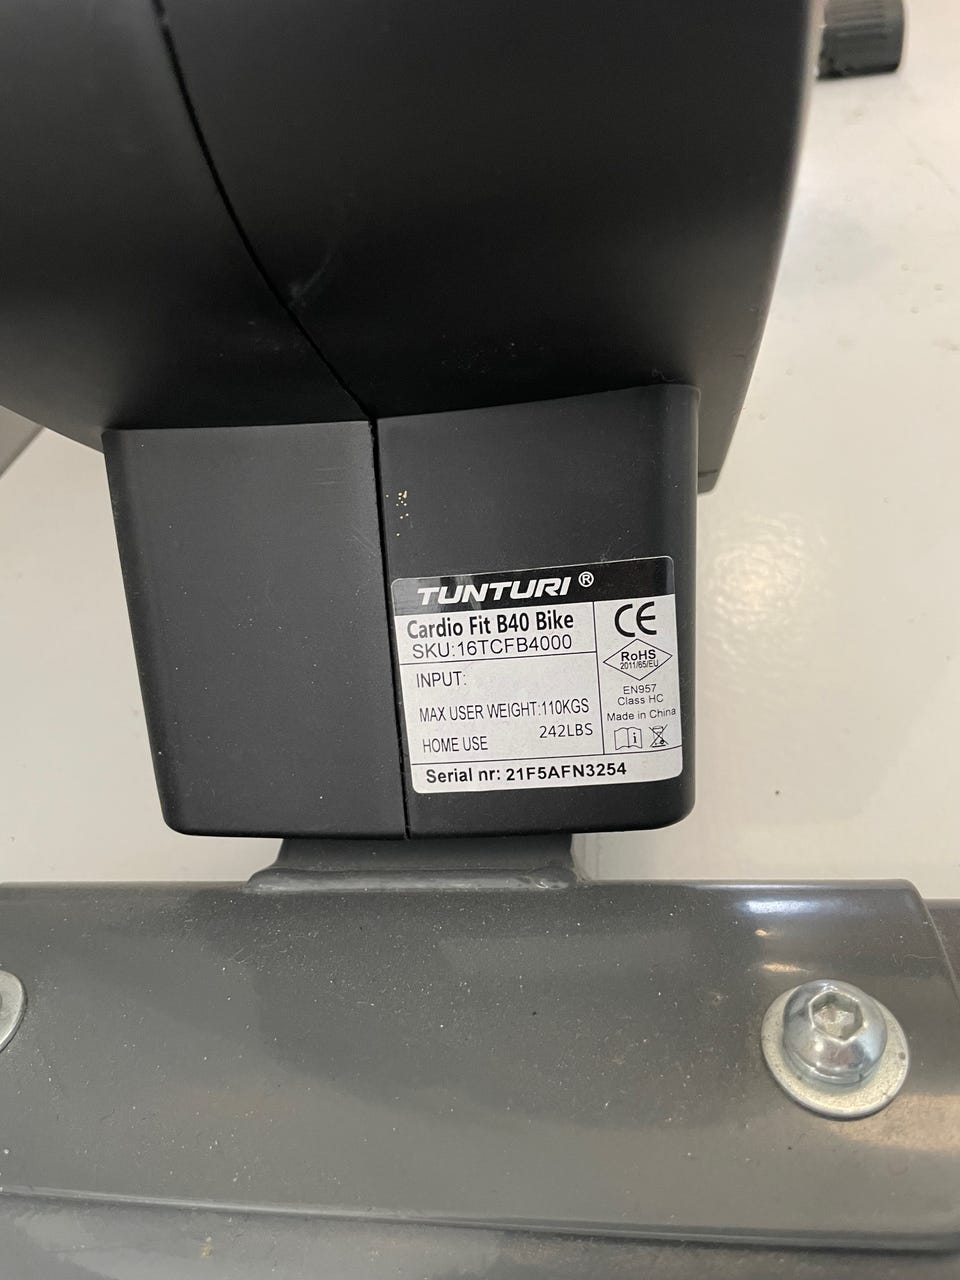 TUNTURI ®
Cardio Fit B40 Bike
SKU:16TCFB4000
INPUT:
MAX USER WEIGHT:110KGS
242LBS
HOME USE
CE
RoHS
2011/65/EU
EN957
Class HC
Made in China
i
Serial nr: 21F5AFN3254